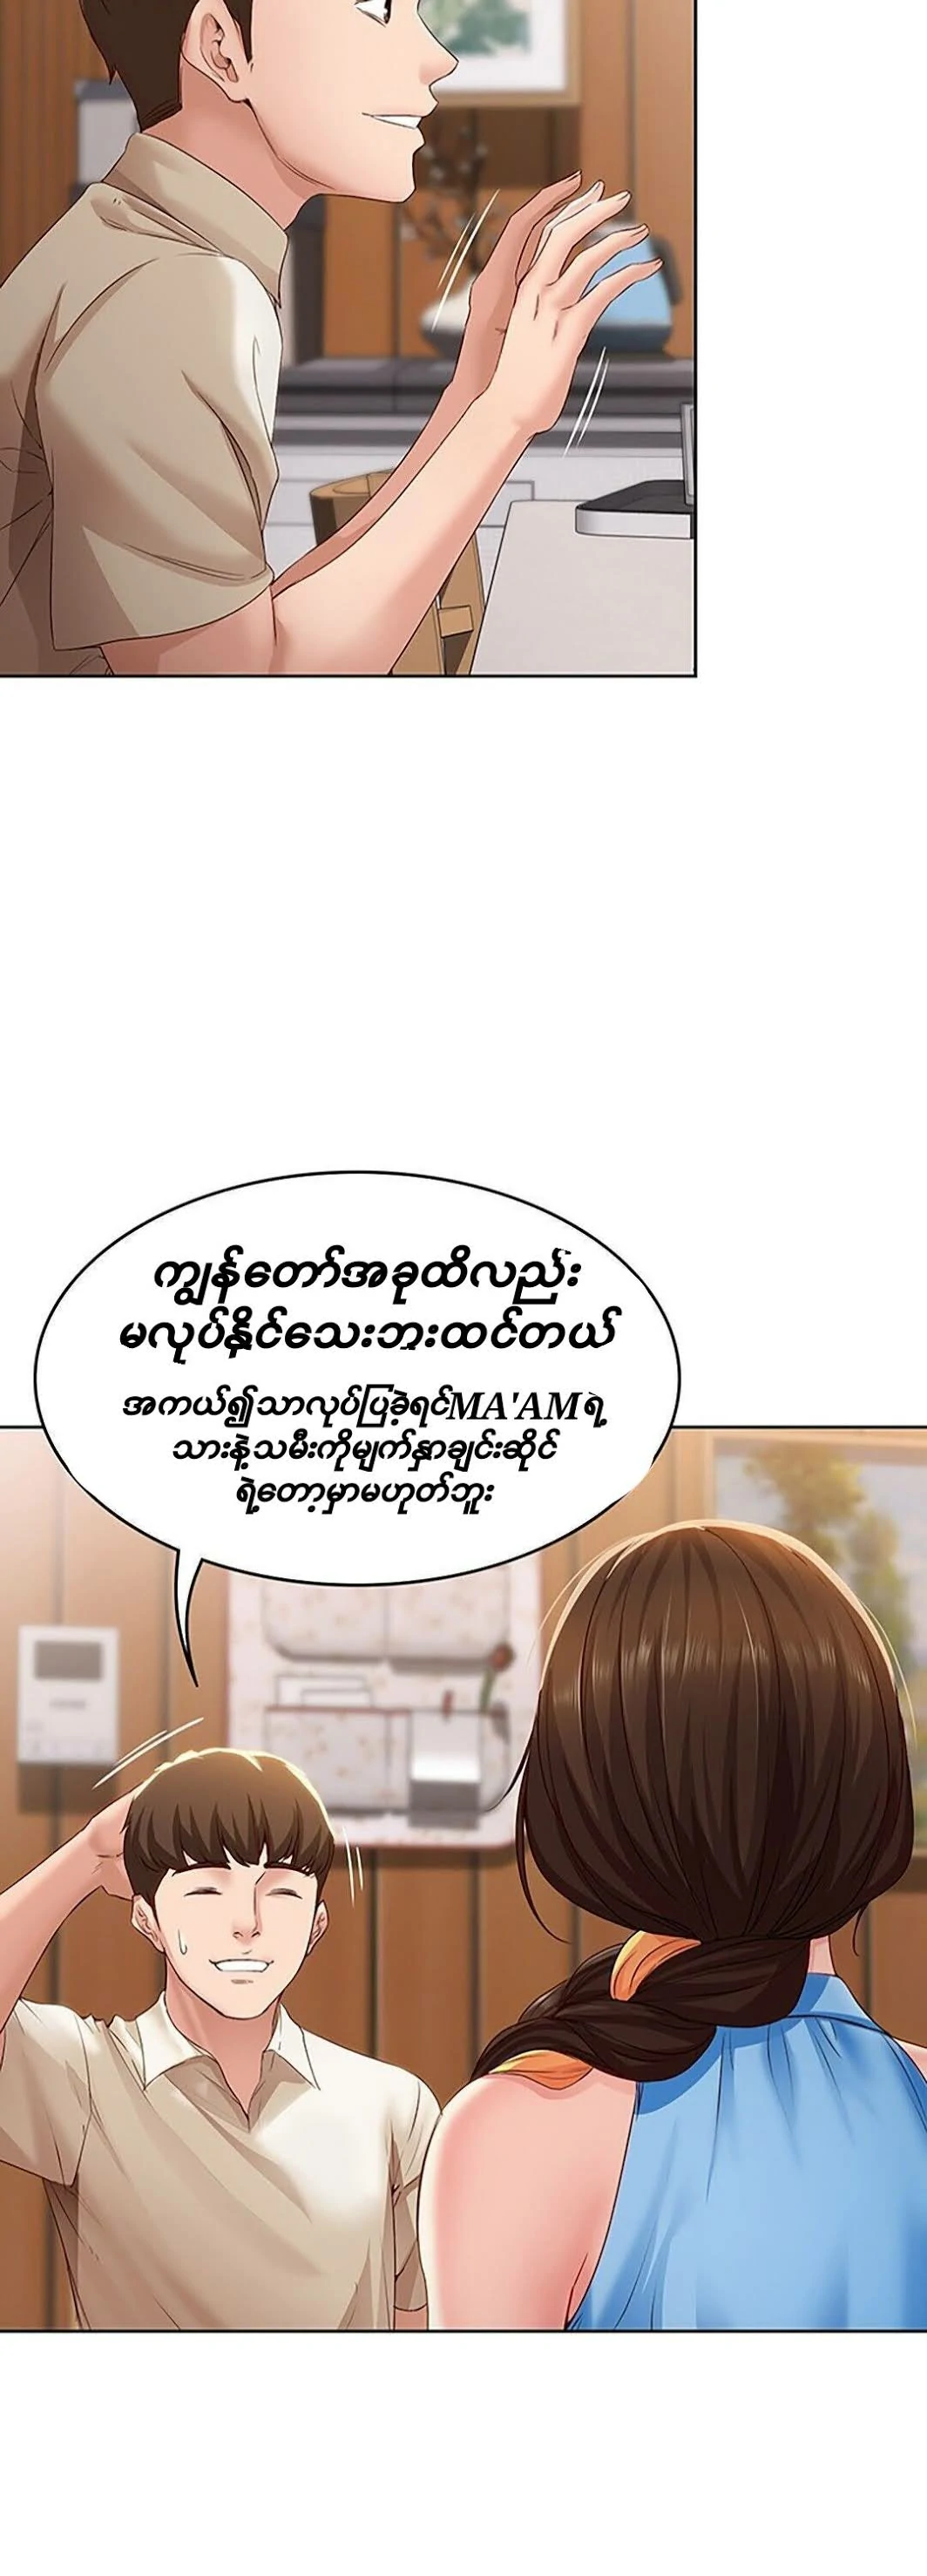 ကျွန်တော်အခုထိလည်း
မလုပ်နိုင်သေးဘူးထင်တယ်
အကယ်၍သာလုပ်ပြခဲ့ရင်MA'AMရဲ့
သားနဲ့သမီးကိုမျက်နှာချင်းဆိုင်
ရဲတော့မှာမဟုတ်ဘူး